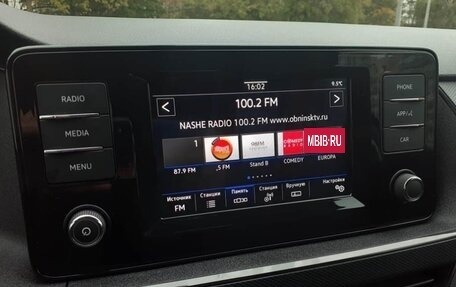 16:02
9.5°C
RADIO
PHONE
100.2 FM
MEDIA
APP
NASHE RADIO 100.2 FM www.obninsktv.ru
MENU
CAR
1
98FM
MBIB·RU
87.9 FM
.5 FM
Stand B
COMEDY
EUROPA
Источник
Станции
Память
Станция
Вручную
Настройки
FM